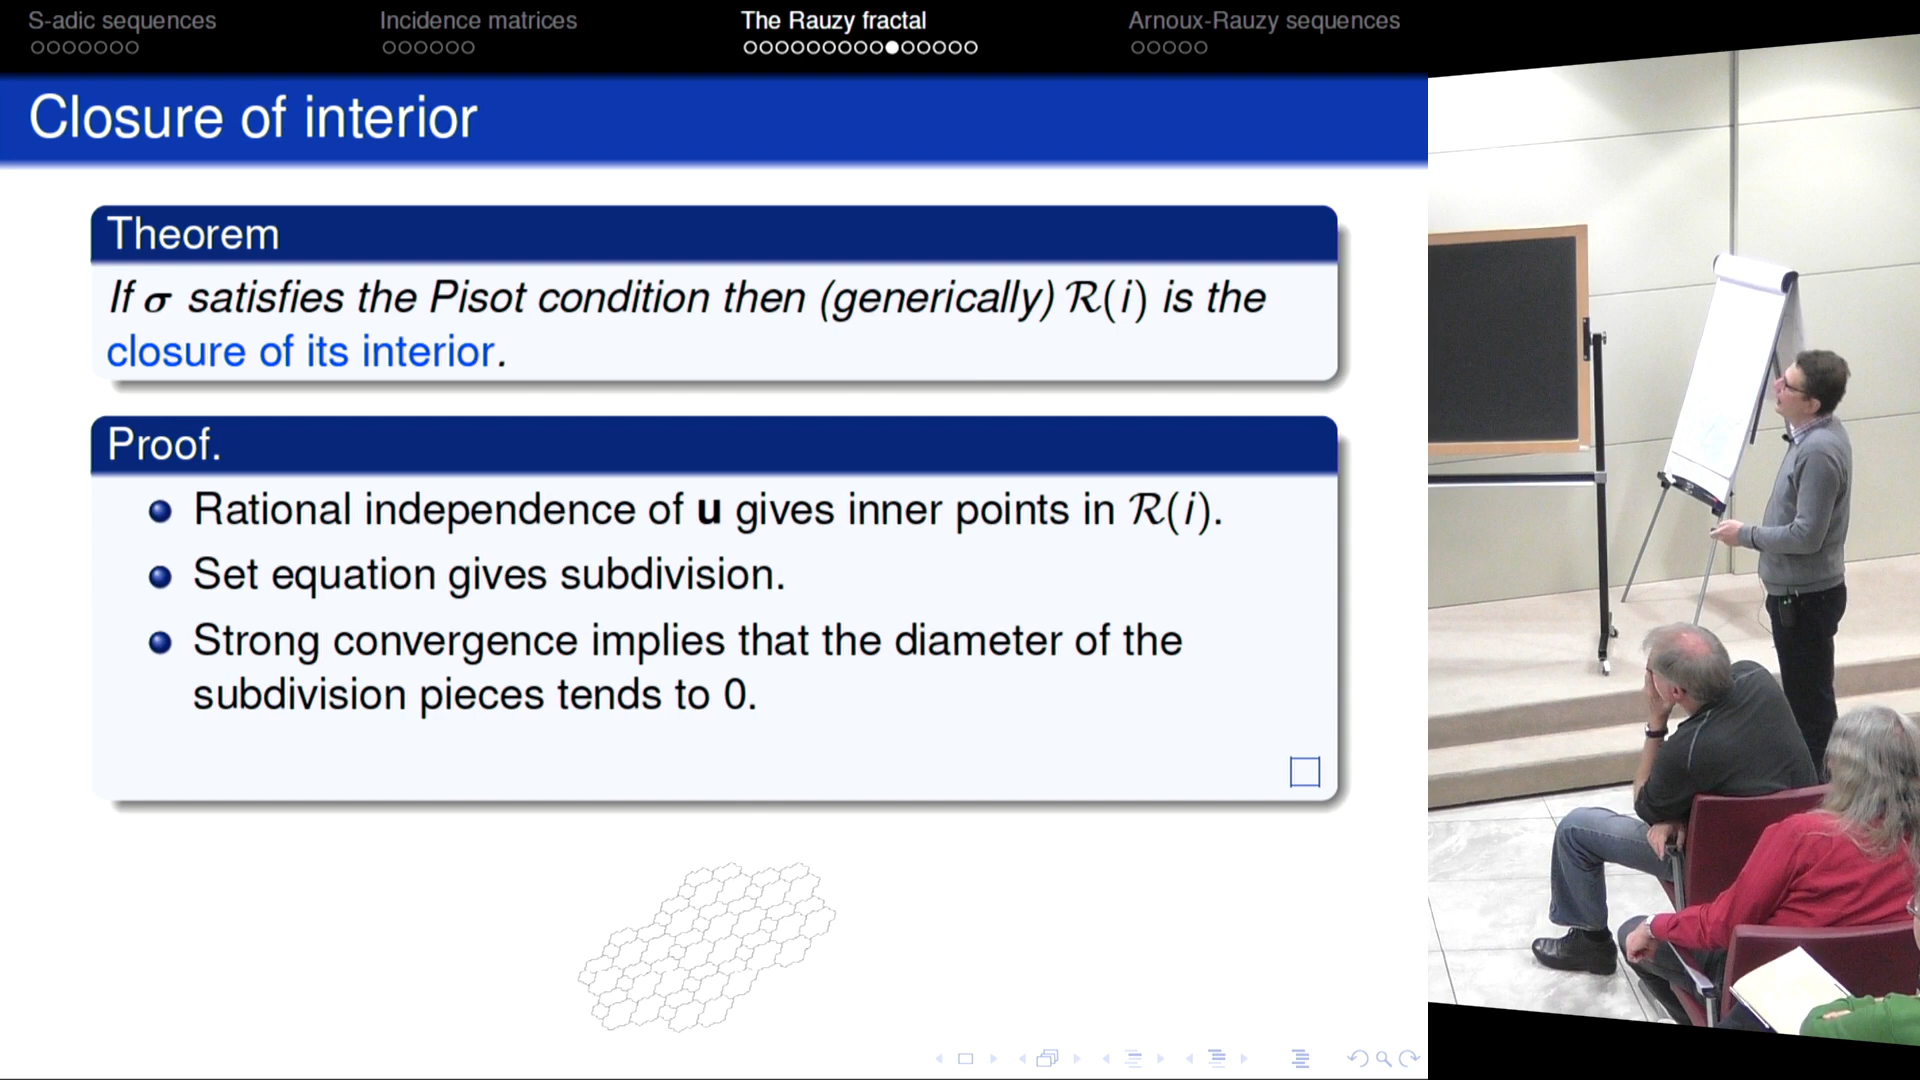 S-adic sequences
Incidence matrices
The Rauzy fractal
Arnoux-Rauzy sequences
Closure of interior
Theorem
If σ satisfies the Pisot condition then (generically) ℛ(i) is the
closure of its interior.
Proof.
Rational independence of u gives inner points in ℛ(i).
Set equation gives subdivision.
Strong convergence implies that the diameter of the
subdivision pieces tends to 0.